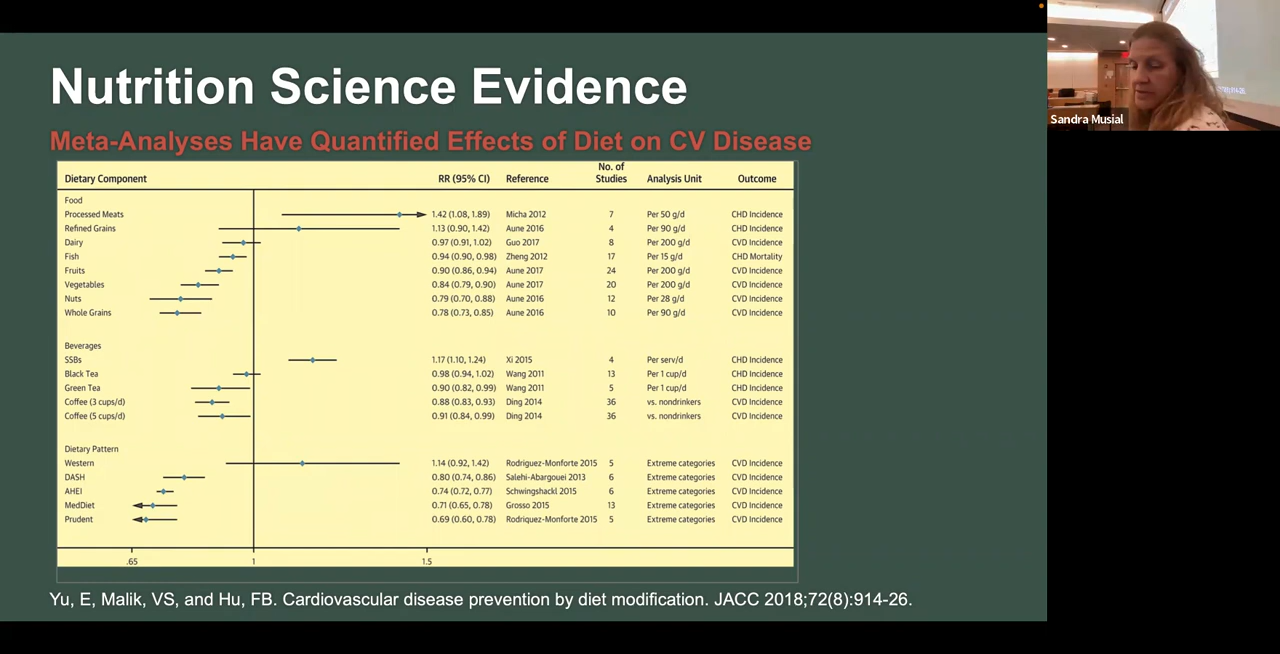 Nutrition Science Evidence
Meta-Analyses Have Quantified Effects of Diet on CV Disease
Dietary Component RR (95% CI) Reference No. of Studies Analysis Unit Outcome
Food
Processed Meats 1.42 (1.08, 1.89) Micha 2012 7 Per 50 g/d CHD Incidence
Refined Grains 1.13 (0.90, 1.42) Aune 2016 4 Per 90 g/d CHD Incidence
Dairy 0.97 (0.91, 1.02) Guo 2017 8 Per 200 g/d CVD Incidence
Fish 0.94 (0.90, 0.98) Zheng 2012 17 Per 15 g/d CHD Mortality
Fruits 0.90 (0.86, 0.94) Aune 2017 24 Per 200 g/d CVD Incidence
Vegetables 0.84 (0.79, 0.90) Aune 2017 20 Per 200 g/d CVD Incidence
Nuts 0.79 (0.70, 0.88) Aune 2016 12 Per 28 g/d CVD Incidence
Whole Grains 0.78 (0.73, 0.85) Aune 2016 10 Per 90 g/d CVD Incidence
Beverages
SSBs 1.17 (1.10, 1.24) Xi 2015 4 Per serv/d CHD Incidence
Black Tea 0.98 (0.94, 1.02) Wang 2011 13 Per 1 cup/d CHD Incidence
Green Tea 0.90 (0.82, 0.99) Wang 2011 5 Per 1 cup/d CHD Incidence
Coffee (3 cups/d) 0.88 (0.83, 0.93) Ding 2014 36 vs. nondrinkers CVD Incidence
Coffee (5 cups/d) 0.91 (0.84, 0.99) Ding 2014 36 vs. nondrinkers CVD Incidence
Dietary Pattern
Western 1.14 (0.92, 1.42) Rodriguez-Monforte 2015 5 Extreme categories CVD Incidence
DASH 0.80 (0.74, 0.86) Salehi-Abargouei 2013 6 Extreme categories CVD Incidence
AHEI 0.74 (0.72, 0.77) Schwingshackl 2015 6 Extreme categories CVD Incidence
MedDiet 0.71 (0.65, 0.78) Grosso 2015 13 Extreme categories CVD Incidence
Prudent 0.69 (0.60, 0.78) Rodriquez-Monforte 2015 5 Extreme categories CVD Incidence
.65 1 1.5
Yu, E, Malik, VS, and Hu, FB. Cardiovascular disease prevention by diet modification. JACC 2018;72(8):914-26.
Sandra Musial